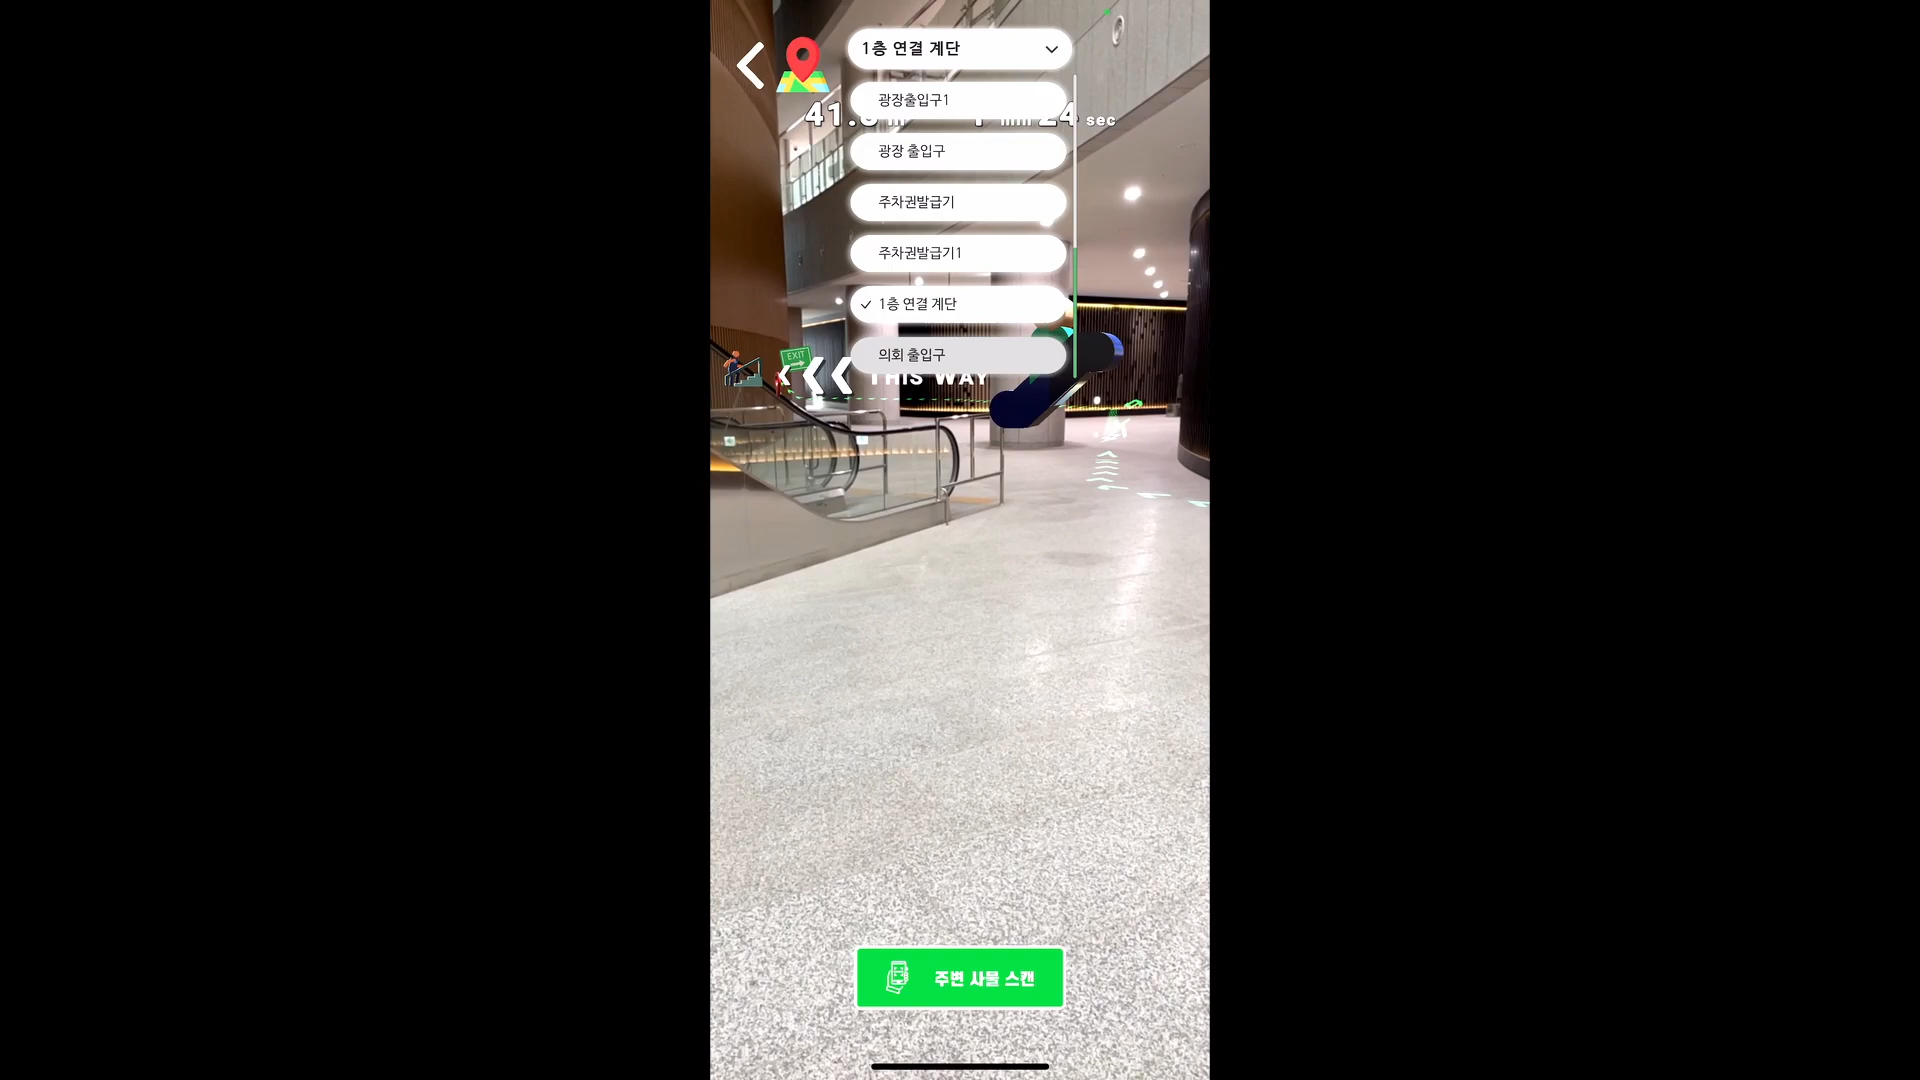 1층 연결 계단
광장출입구1
sec
광장 출입구
주차권발급기
주차권발급기1
1층 연결 계단
의회 출입구
EXIT
THIS WAY
주변 사물 스캔